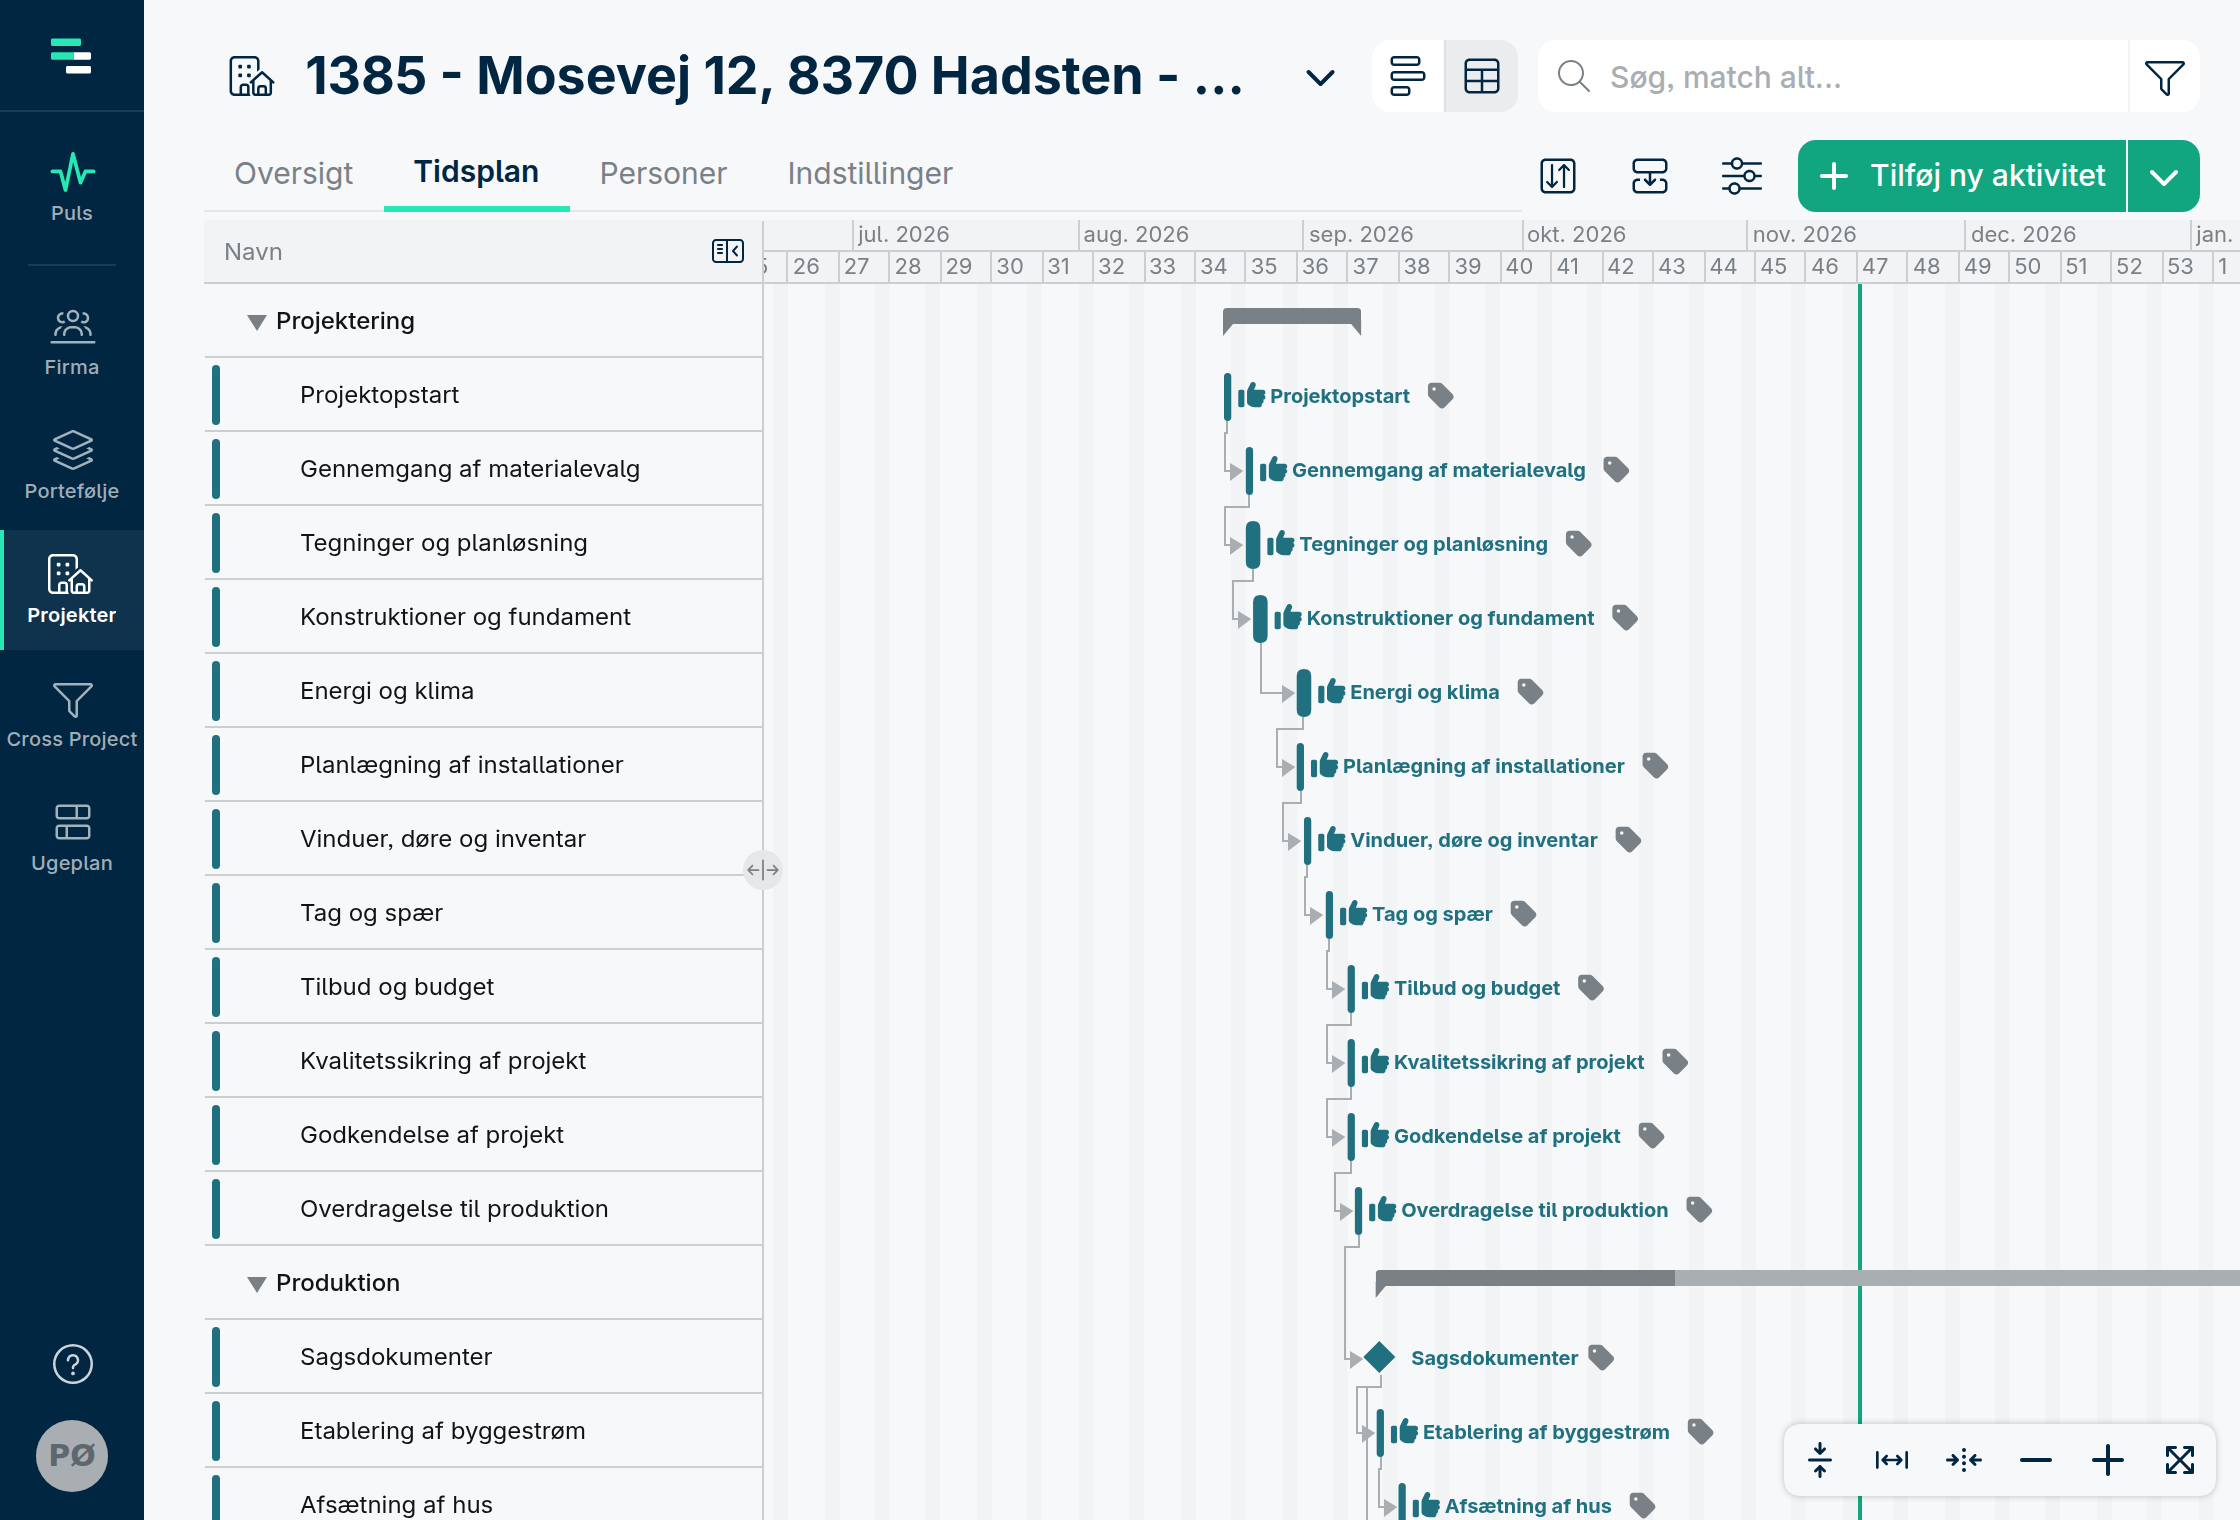 1385 - Mosevej 12, 8370 Hadsten - ...
Søg, match alt...
Puls
Firma
Portefølje
Projekter
Cross Project
Ugeplan
PØ
Oversigt
Tidsplan
Personer
Indstillinger
Tilføj ny aktivitet
Navn
jul. 2026
aug. 2026
sep. 2026
okt. 2026
nov. 2026
dec. 2026
jan.
26 27 28 29 30 31 32 33 34 35 36 37 38 39 40 41 42 43 44 45 46 47 48 49 50 51 52 53 1
Projektering
Projektopstart
Projektopstart
Gennemgang af materialevalg
Gennemgang af materialevalg
Tegninger og planløsning
Tegninger og planløsning
Konstruktioner og fundament
Konstruktioner og fundament
Energi og klima
Energi og klima
Planlægning af installationer
Planlægning af installationer
Vinduer, døre og inventar
Vinduer, døre og inventar
Tag og spær
Tag og spær
Tilbud og budget
Tilbud og budget
Kvalitetssikring af projekt
Kvalitetssikring af projekt
Godkendelse af projekt
Godkendelse af projekt
Overdragelse til produktion
Overdragelse til produktion
Produktion
Sagsdokumenter
Sagsdokumenter
Etablering af byggestrøm
Etablering af byggestrøm
Afsætning af hus
Afsætning af hus